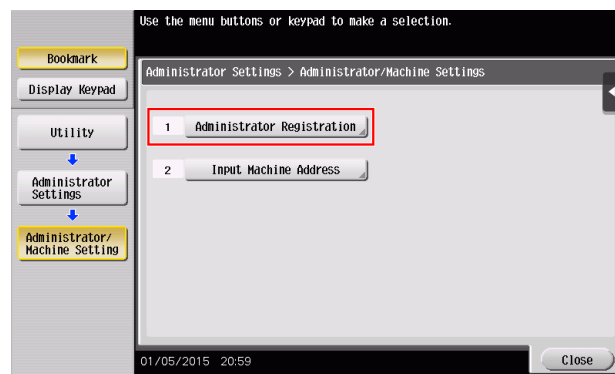 Use the menu buttons or keypad to make a selection.
Bookmark
Display Keypad
Utility
Administrator
Settings
Administrator/
Machine Setting
Administrator Settings > Administrator/Machine Settings
1 Administrator Registration
2 Input Machine Address
01/05/2015 20:59
Close